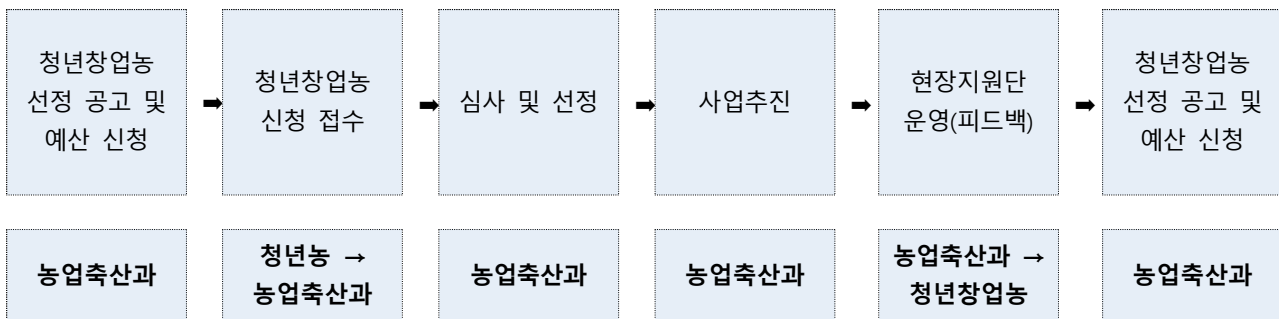 청년창업농
선정 공고 및
예산 신청
➡
청년창업농
신청 접수
➡
심사 및 선정
➡
사업추진
➡
현장지원단
운영(피드백)
➡
청년창업농
선정 공고 및
예산 신청
농업축산과
청년농 →
농업축산과
농업축산과
농업축산과
농업축산과 →
청년창업농
농업축산과